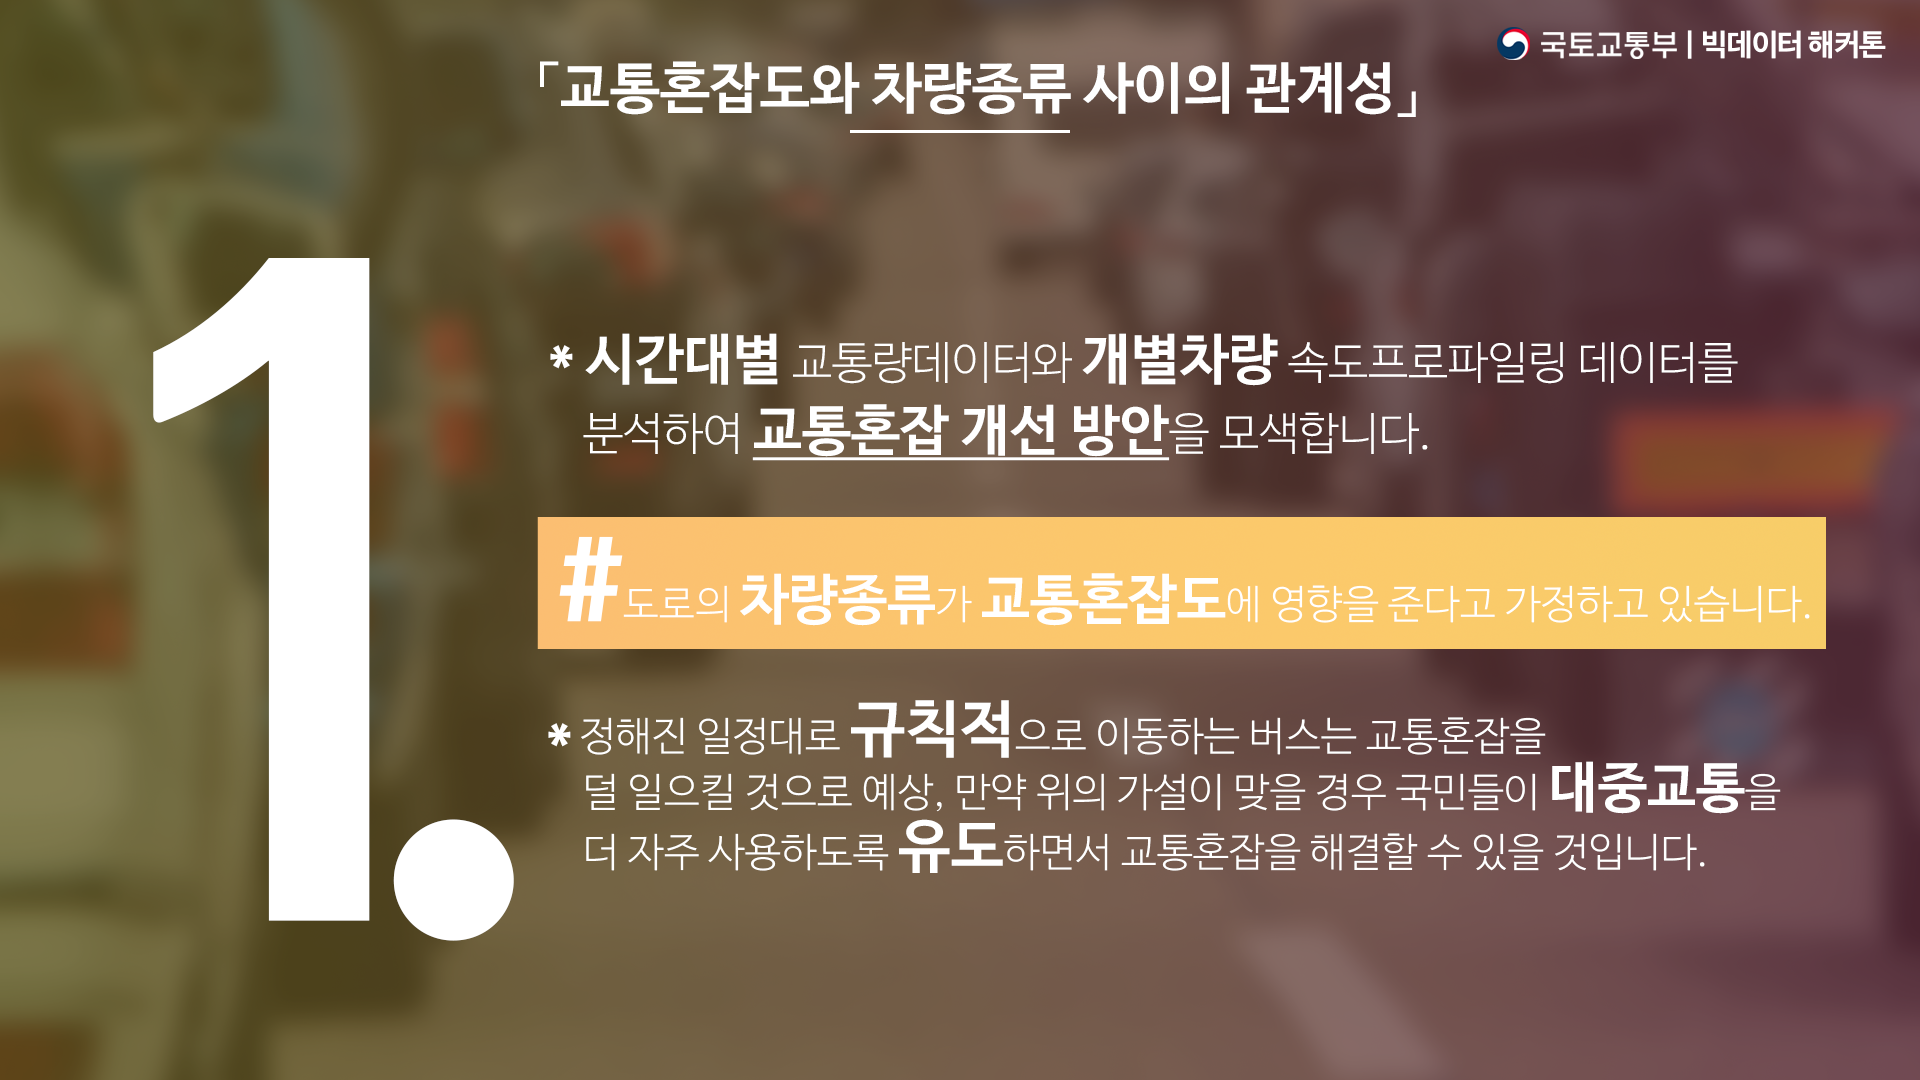 국토교통부 | 빅데이터 해커톤
「교통혼잡도와 차량종류 사이의 관계성」
1.
* 시간대별 교통량데이터와 개별차량 속도프로파일링 데이터를
분석하여 교통혼잡 개선 방안을 모색합니다.
#도로의 차량종류가 교통혼잡도에 영향을 준다고 가정하고 있습니다.
* 정해진 일정대로 규칙적으로 이동하는 버스는 교통혼잡을
덜 일으킬 것으로 예상, 만약 위의 가설이 맞을 경우 국민들이 대중교통을
더 자주 사용하도록 유도하면서 교통혼잡을 해결할 수 있을 것입니다.